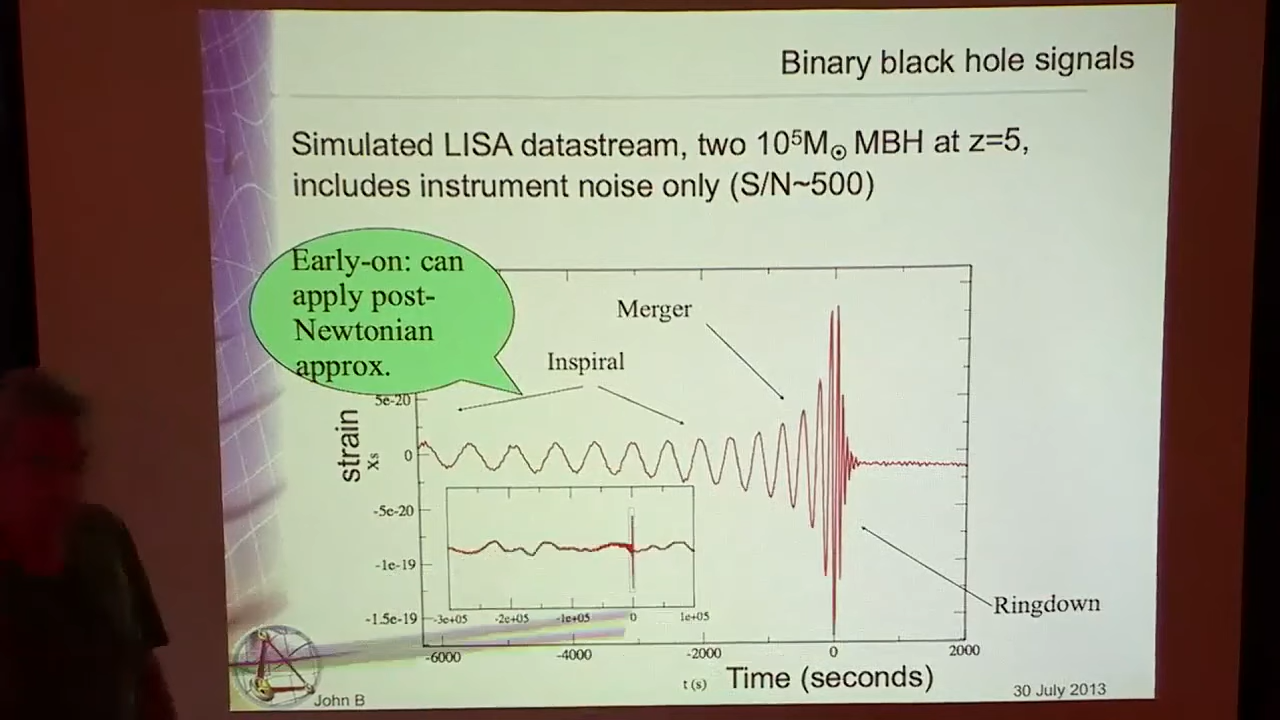 Binary black hole signals
Simulated LISA datastream, two 10⁵M☉ MBH at z=5,
includes instrument noise only (S/N~500)
Early-on: can
apply post-
Newtonian
approx.
Merger
Inspiral
Ringdown
strain
Xs
5e-20
0
-5e-20
-1e-19
-1.5e-19
-3e+05 -2e+05 -1e+05 0 1e+05
-6000 -4000 -2000 0 2000
t (s) Time (seconds)
John B
30 July 2013